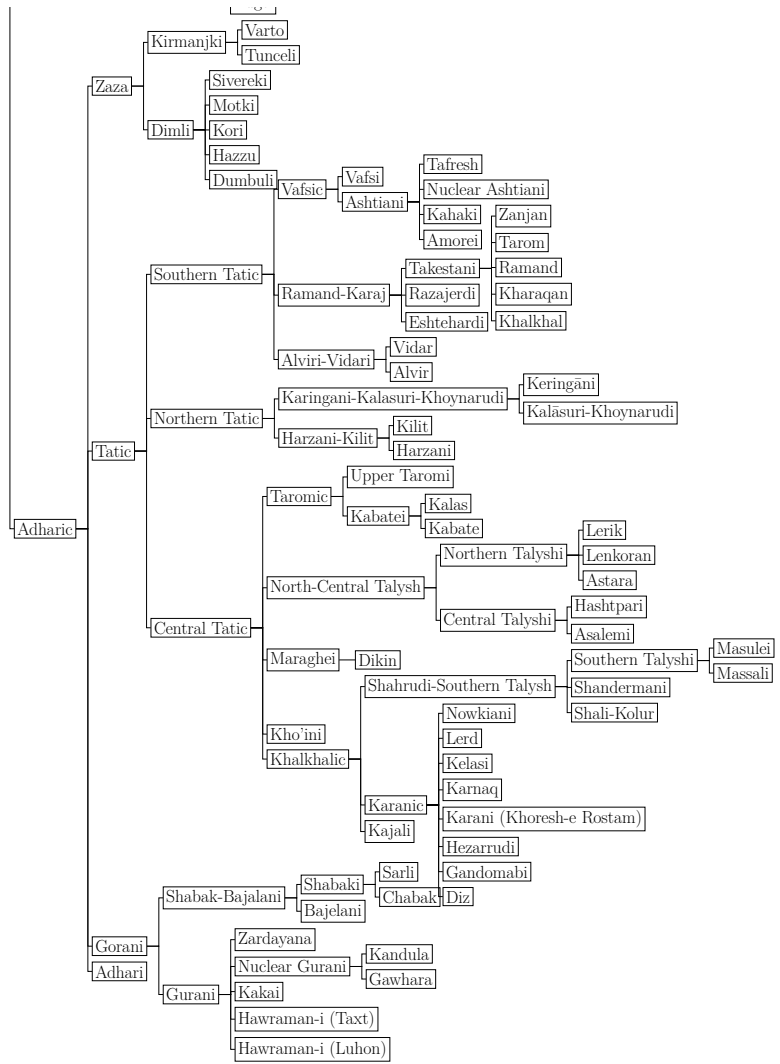 Kirmanjki
Varto
Tunceli
Zaza
Sivereki
Motki
Dimli
Kori
Hazzu
Dumbuli
Vafsic
Vafsi
Ashtiani
Tafresh
Nuclear Ashtiani
Kahaki
Amorei
Southern Tatic
Ramand-Karaj
Takestani
Razajerdi
Eshtehardi
Zanjan
Tarom
Ramand
Kharaqan
Khalkhal
Alviri-Vidari
Vidar
Alvir
Northern Tatic
Karingani-Kalasuri-Khoynarudi
Keringāni
Kalāsuri-Khoynarudi
Harzani-Kilit
Kilit
Harzani
Tatic
Taromic
Upper Taromi
Kabatei
Kalas
Kabate
Adharic
North-Central Talysh
Northern Talyshi
Lerik
Lenkoran
Astara
Central Talyshi
Hashtpari
Asalemi
Central Tatic
Maraghei
Dikin
Shahrudi-Southern Talysh
Southern Talyshi
Masulei
Massali
Shandermani
Shali-Kolur
Kho'ini
Khalkhalic
Nowkiani
Lerd
Kelasi
Karnaq
Karanic
Karani (Khoresh-e Rostam)
Kajali
Hezarrudi
Gandomabi
Diz
Shabak-Bajalani
Shabaki
Sarli
Chabak
Bajelani
Gorani
Adhari
Zardayana
Nuclear Gurani
Kandula
Gawhara
Gurani
Kakai
Hawraman-i (Taxt)
Hawraman-i (Luhon)